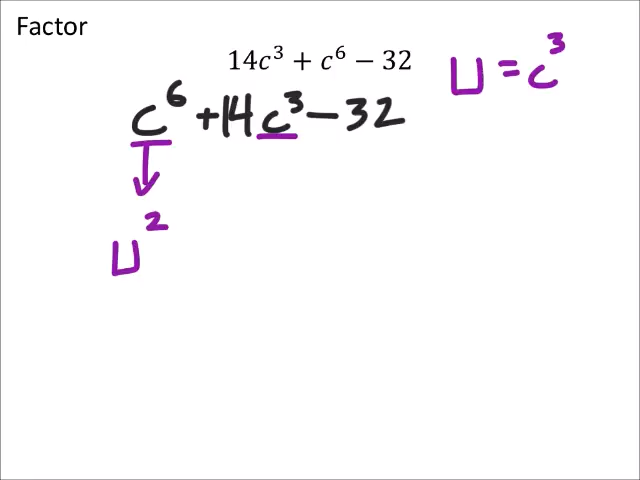 Factor
14c³ + c⁶ − 32
u = c³
c⁶ + 14c³ − 32
u²